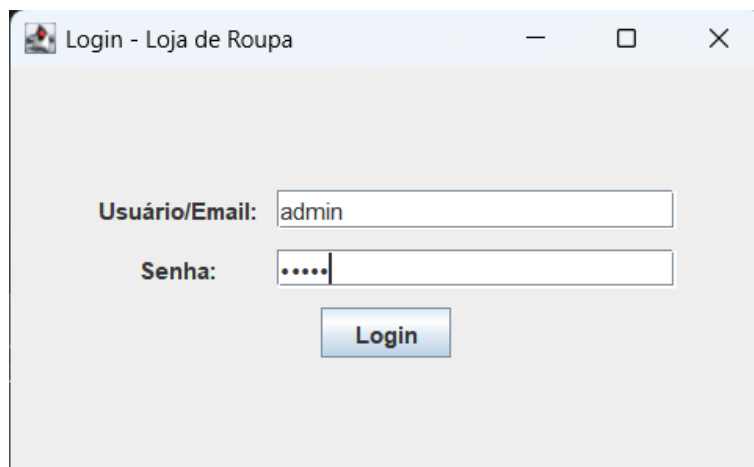 Login - Loja de Roupa
Usuário/Email: admin
Senha: •••••
Login